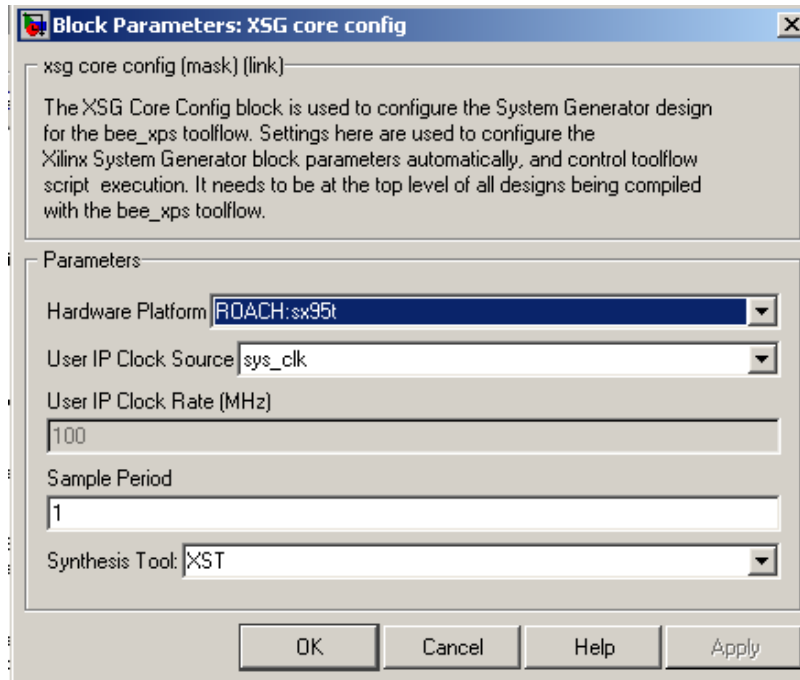 Block Parameters: XSG core config
xsg core config (mask) (link)
The XSG Core Config block is used to configure the System Generator design
for the bee_xps toolflow. Settings here are used to configure the
Xilinx System Generator block parameters automatically, and control toolflow
script execution. It needs to be at the top level of all designs being compiled
with the bee_xps toolflow.
Parameters
Hardware Platform ROACH:sx95t
User IP Clock Source sys_clk
User IP Clock Rate (MHz)
100
Sample Period
1
Synthesis Tool: XST
OK Cancel Help Apply